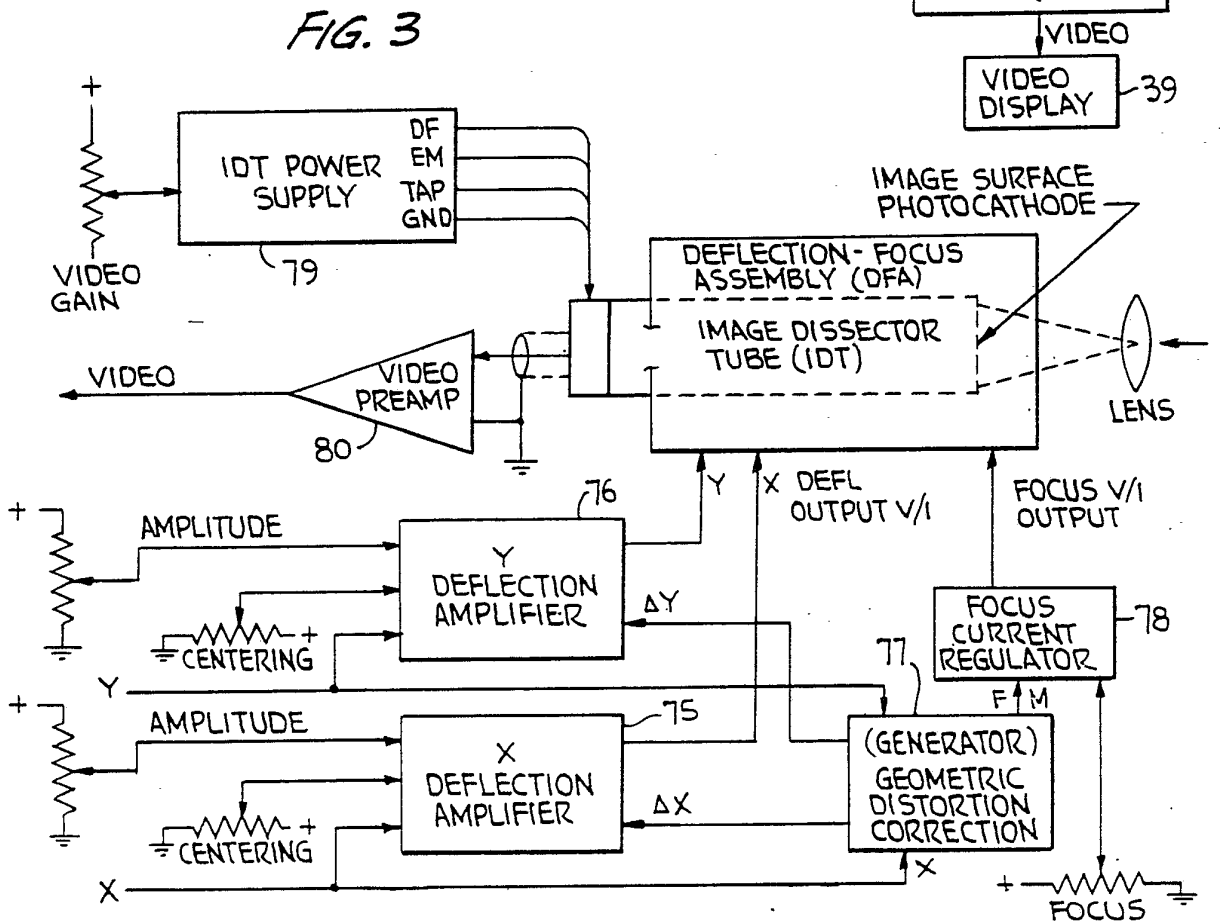 FIG. 3
VIDEO
VIDEO
DISPLAY
39
+
IDT POWER
SUPPLY
DF
EM
TAP
GND
79
VIDEO
GAIN
IMAGE SURFACE
PHOTOCATHODE
DEFLECTION-FOCUS
ASSEMBLY (DFA)
IMAGE DISSECTOR
TUBE (IDT)
LENS
VIDEO
VIDEO
PREAMP
80
Y
X
DEFL
OUTPUT V/I
FOCUS V/I
OUTPUT
+
AMPLITUDE
76
Y
DEFLECTION
AMPLIFIER
+
CENTERING
ΔY
FOCUS
CURRENT
REGULATOR
78
F M
77
Y
+
AMPLITUDE
75
X
DEFLECTION
AMPLIFIER
+
CENTERING
ΔX
(GENERATOR)
GEOMETRIC
DISTORTION
CORRECTION
X
X
+
FOCUS